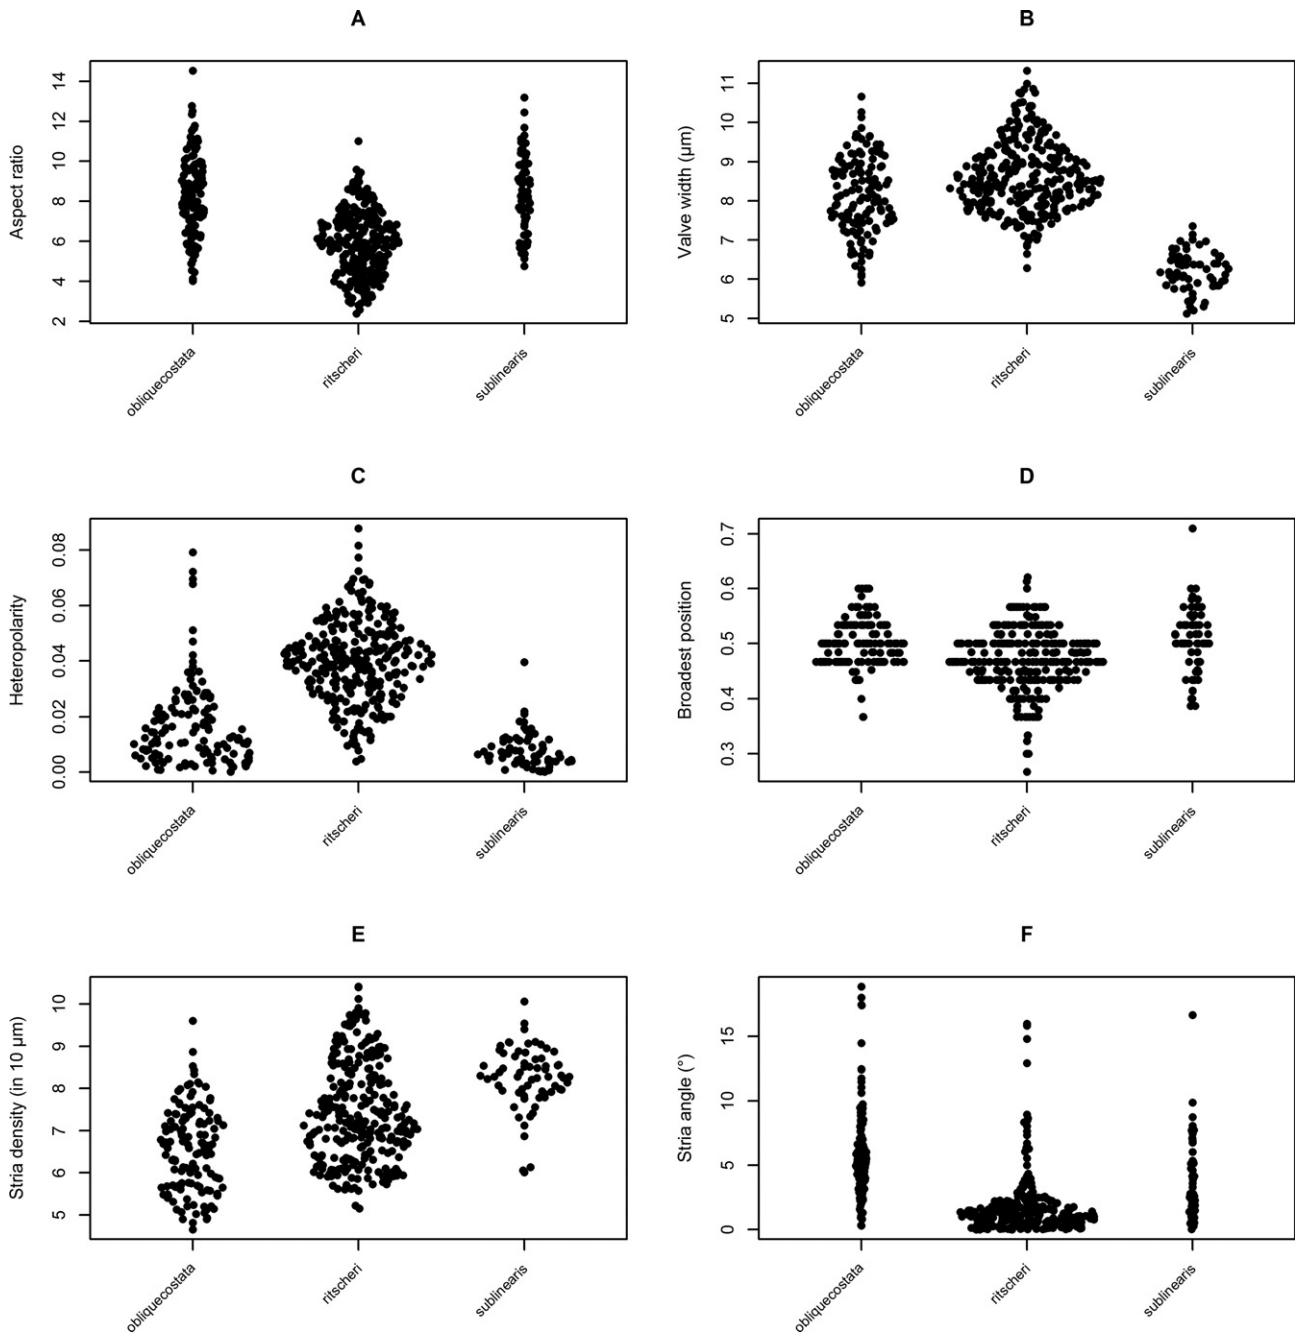 A
Aspect ratio
14
12
10
8
6
4
2
obliquecostata
ritscheri
sublinearis
B
Valve width (µm)
11
10
9
8
7
6
5
obliquecostata
ritscheri
sublinearis
C
Heteropolarity
0.08
0.06
0.04
0.02
0.00
obliquecostata
ritscheri
sublinearis
D
Broadest position
0.7
0.6
0.5
0.4
0.3
obliquecostata
ritscheri
sublinearis
E
Stria density (in 10 µm)
10
9
8
7
6
5
obliquecostata
ritscheri
sublinearis
F
Stria angle (°)
15
10
5
0
obliquecostata
ritscheri
sublinearis